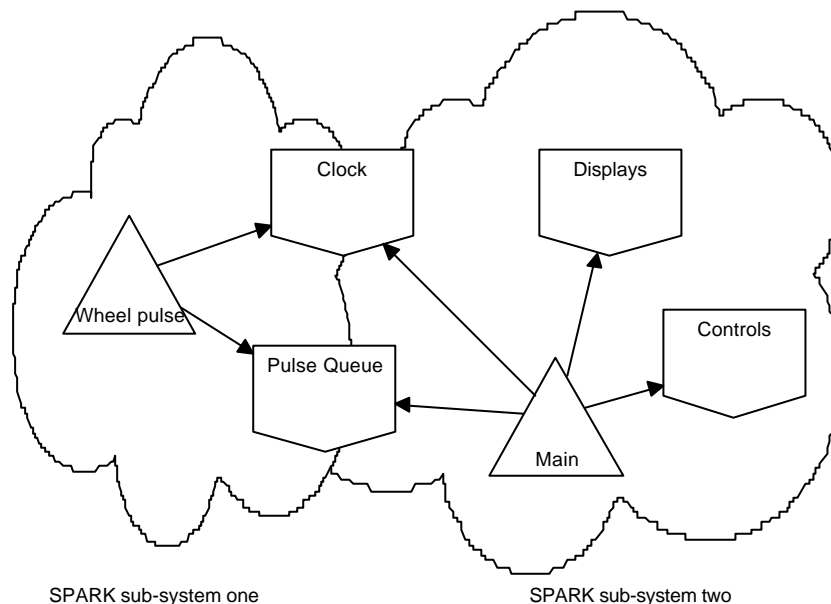 Clock
Displays
Wheel pulse
Controls
Pulse Queue
Main
SPARK sub-system one
SPARK sub-system two